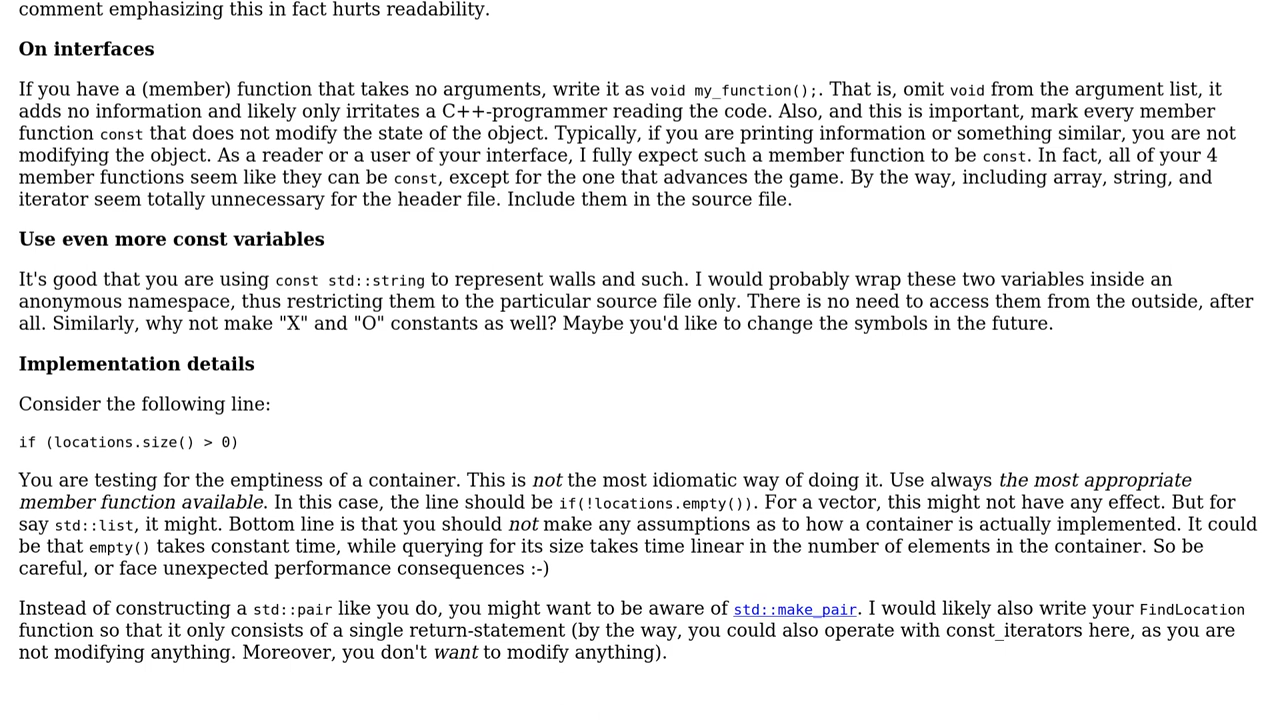 comment emphasizing this in fact hurts readability.
On interfaces
If you have a (member) function that takes no arguments, write it as void my_function();. That is, omit void from the argument list, it
adds no information and likely only irritates a C++-programmer reading the code. Also, and this is important, mark every member
function const that does not modify the state of the object. Typically, if you are printing information or something similar, you are not
modifying the object. As a reader or a user of your interface, I fully expect such a member function to be const. In fact, all of your 4
member functions seem like they can be const, except for the one that advances the game. By the way, including array, string, and
iterator seem totally unnecessary for the header file. Include them in the source file.
Use even more const variables
It's good that you are using const std::string to represent walls and such. I would probably wrap these two variables inside an
anonymous namespace, thus restricting them to the particular source file only. There is no need to access them from the outside, after
all. Similarly, why not make "X" and "O" constants as well? Maybe you'd like to change the symbols in the future.
Implementation details
Consider the following line:
if (locations.size() > 0)
You are testing for the emptiness of a container. This is not the most idiomatic way of doing it. Use always the most appropriate
member function available. In this case, the line should be if(!locations.empty()). For a vector, this might not have any effect. But for
say std::list, it might. Bottom line is that you should not make any assumptions as to how a container is actually implemented. It could
be that empty() takes constant time, while querying for its size takes time linear in the number of elements in the container. So be
careful, or face unexpected performance consequences :-)
Instead of constructing a std::pair like you do, you might want to be aware of std::make_pair. I would likely also write your FindLocation
function so that it only consists of a single return-statement (by the way, you could also operate with const_iterators here, as you are
not modifying anything. Moreover, you don't want to modify anything).